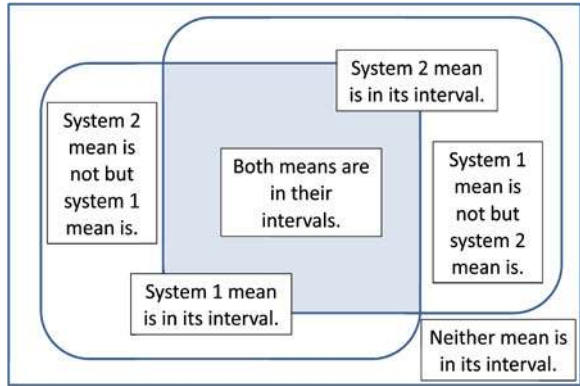 System 2 mean
is in its interval.
System 2
mean is
not but
system 1
mean is.
Both means are
in their
intervals.
System 1
mean is
not but
system 2
mean is.
System 1 mean
is in its interval.
Neither mean is
in its interval.